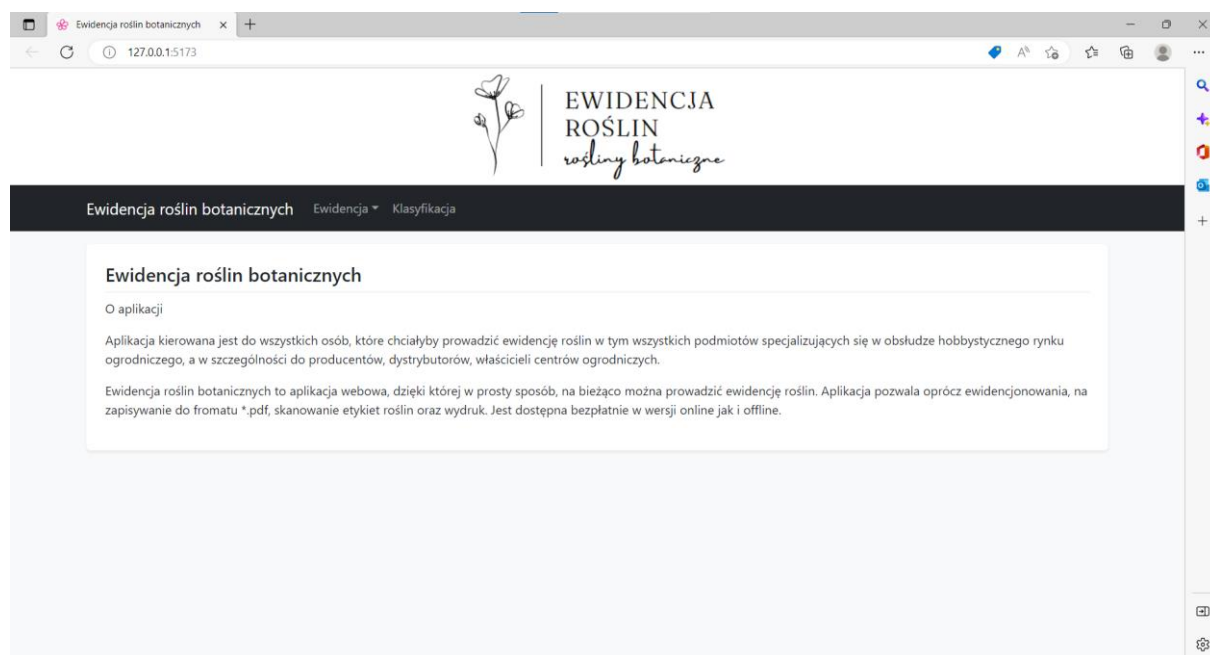 Ewidencja roślin botanicznych
127.0.0.1:5173
EWIDENCJA
ROŚLIN
rośliny botaniczne
Ewidencja roślin botanicznych Ewidencja Klasyfikacja
Ewidencja roślin botanicznych
O aplikacji
Aplikacja kierowana jest do wszystkich osób, które chciałyby prowadzić ewidencję roślin w tym wszystkich podmiotów specjalizujących się w obsłudze hobbystycznego rynku
ogrodniczego, a w szczególności do producentów, dystrybutorów, właścicieli centrów ogrodniczych.
Ewidencja roślin botanicznych to aplikacja webowa, dzięki której w prosty sposób, na bieżąco można prowadzić ewidencję roślin. Aplikacja pozwala oprócz ewidencjonowania, na
zapisywanie do fromatu *.pdf, skanowanie etykiet roślin oraz wydruk. Jest dostępna bezpłatnie w wersji online jak i offline.